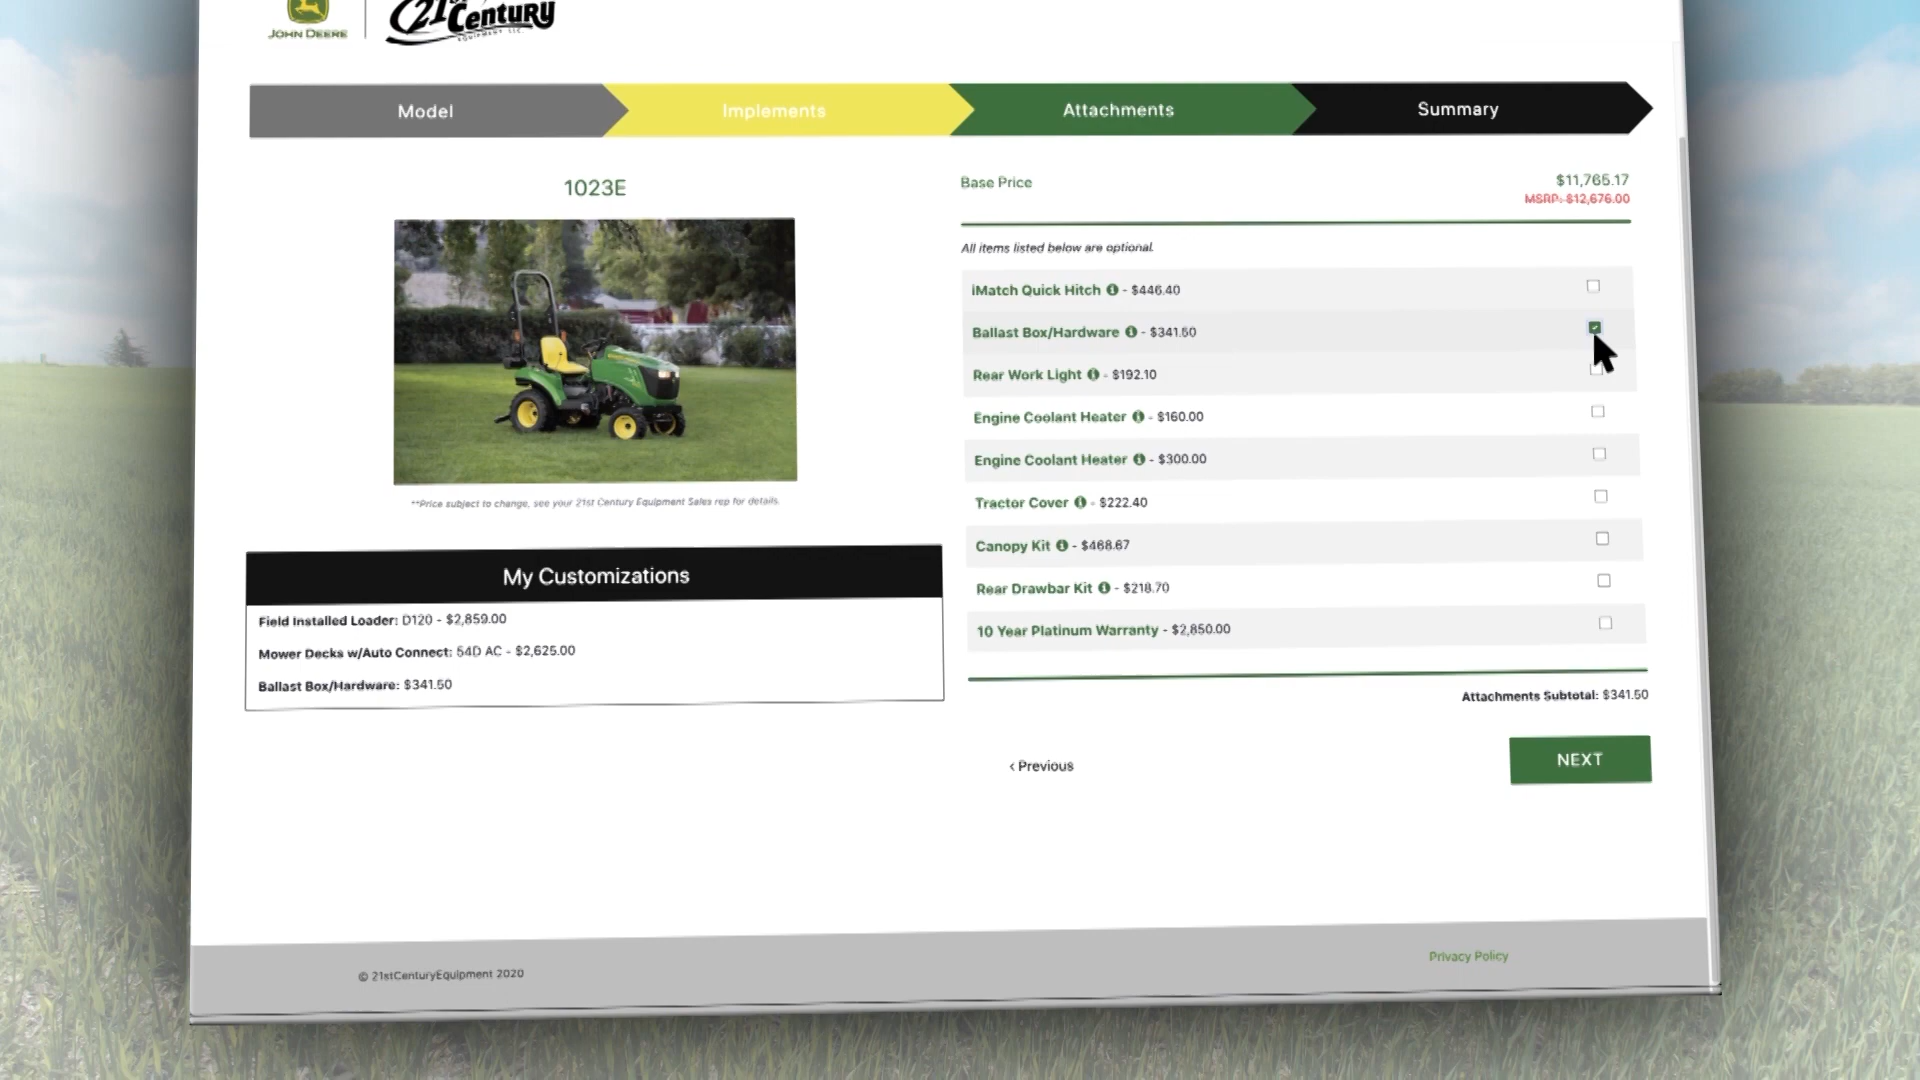 JOHN DEERE
21st Century
EQUIPMENT LLC.
Model
Implements
Attachments
Summary
1023E
**Price subject to change, see your 21st Century Equipment Sales rep for details.
My Customizations
Field Installed Loader: D120 - $2,859.00
Mower Decks w/Auto Connect: 54D AC - $2,625.00
Ballast Box/Hardware: $341.50
Base Price
$11,765.17
MSRP: $12,676.00
All items listed below are optional.
iMatch Quick Hitch - $446.40
Ballast Box/Hardware - $341.50
Rear Work Light - $192.10
Engine Coolant Heater - $160.00
Engine Coolant Heater - $300.00
Tractor Cover - $222.40
Canopy Kit - $468.67
Rear Drawbar Kit - $218.70
10 Year Platinum Warranty - $2,850.00
Attachments Subtotal: $341.50
‹ Previous
NEXT
© 21stCenturyEquipment 2020
Privacy Policy